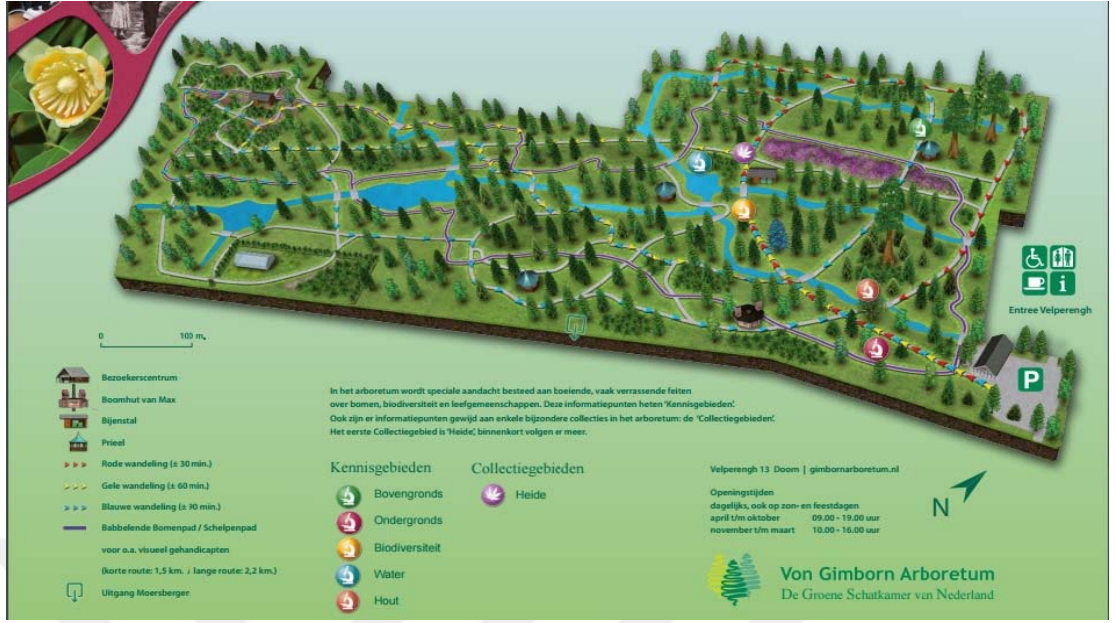 Entree Velperengh
P
0 100 m.
Bezoekerscentrum
Boomhut van Max
Bijenstal
Prieel
Rode wandeling (± 30 min.)
Gele wandeling (± 60 min.)
Blauwe wandeling (± 90 min.)
Babbelende Bomenpad / Schelpenpad
voor o.a. visueel gehandicapten
(korte route: 1,5 km. / lange route: 2,2 km.)
Uitgang Moersberger
In het arboretum wordt speciale aandacht besteed aan boeiende, vaak verrassende feiten
over bomen, biodiversiteit en leefgemeenschappen. Deze informatiepunten heten 'Kennisgebieden'.
Ook zijn er informatiepunten gewijd aan enkele bijzondere collecties in het arboretum: de 'Collectiegebieden'.
Het eerste Collectiegebied is 'Heide', binnenkort volgen er meer.
Kennisgebieden
Bovengronds
Ondergronds
Biodiversiteit
Water
Hout
Collectiegebieden
Heide
Velperengh 13 Doorn | gimbornarboretum.nl
Openingstijden
dagelijks, ook op zon- en feestdagen
april t/m oktober 09.00 - 19.00 uur
november t/m maart 10.00 - 16.00 uur
N
Von Gimborn Arboretum
De Groene Schatkamer van Nederland